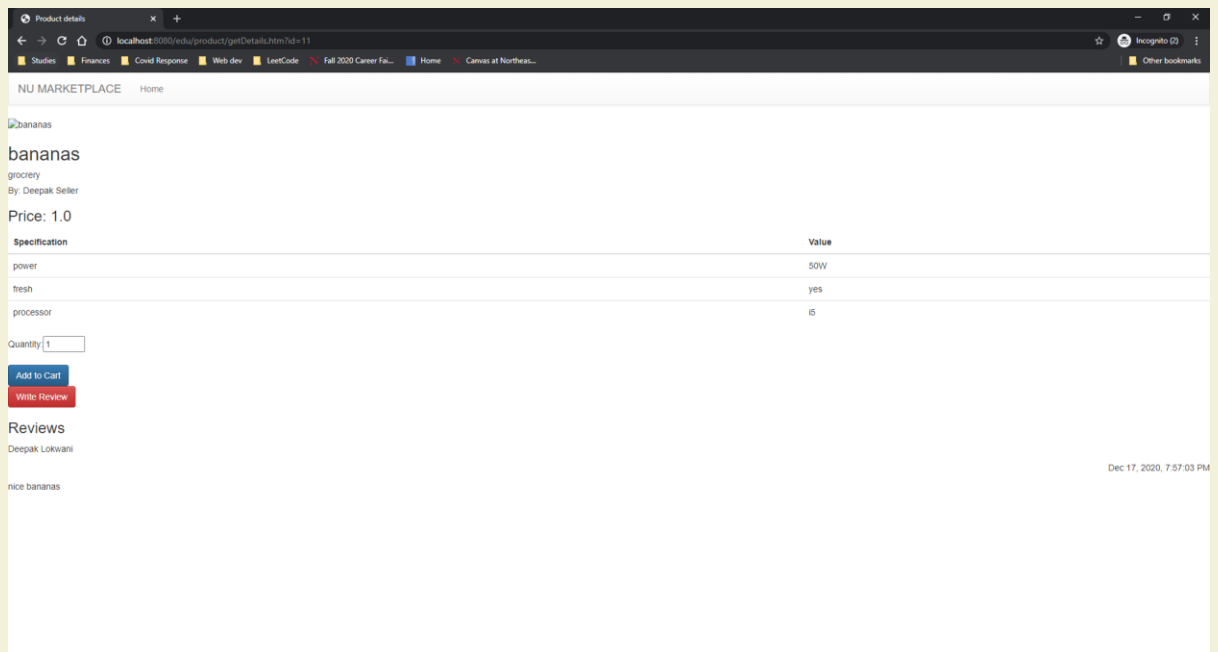 Product details
localhost:8080/edu/product/getDetails.htm?id=11
Incognito (2)
Studies Finances Covid Response Web dev LeetCode Fall 2020 Career Fai... Home Canvas at Northeas... Other bookmarks
NU MARKETPLACE Home
bananas
bananas
grocrery
By: Deepak Seller
Price: 1.0
Specification Value
power 50W
fresh yes
processor i5
Quantity: 1
Add to Cart
Write Review
Reviews
Deepak Lokwani
Dec 17, 2020, 7:57:03 PM
nice bananas